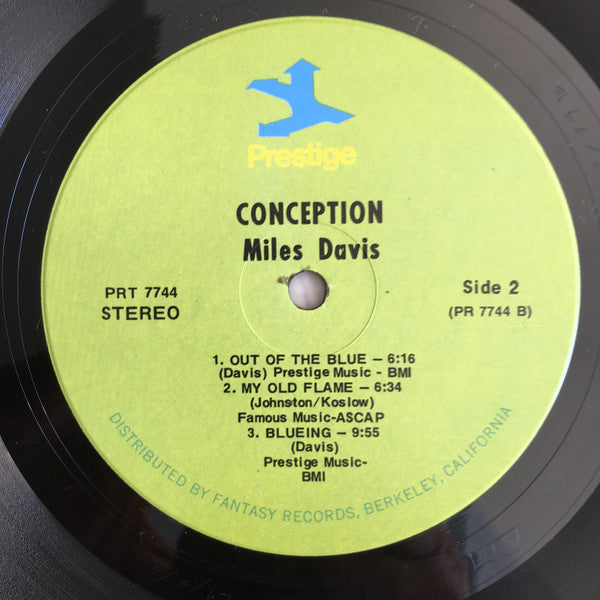 Prestige
CONCEPTION
Miles Davis
PRT 7744
STEREO
Side 2
(PR 7744 B)
1. OUT OF THE BLUE – 6:16
(Davis) Prestige Music - BMI
2. MY OLD FLAME – 6:34
(Johnston/Koslow)
Famous Music-ASCAP
3. BLUEING – 9:55
(Davis)
Prestige Music-
BMI
DISTRIBUTED BY FANTASY RECORDS, BERKELEY, CALIFORNIA